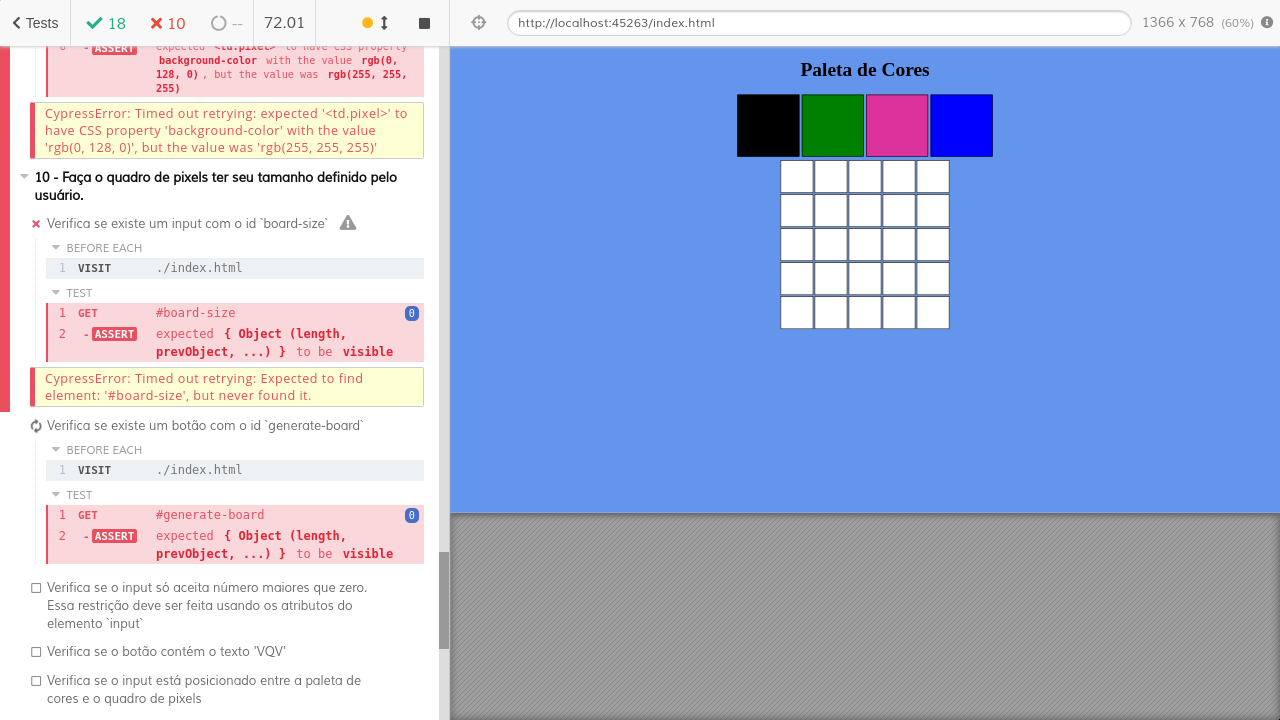 Tests 18 10 -- 72.01 http://localhost:45263/index.html 1366 x 768 (60%)
6 - ASSERT expected <td.pixel> to have CSS property
background-color with the value rgb(0,
128, 0) , but the value was rgb(255, 255,
255)
CypressError: Timed out retrying: expected '<td.pixel>' to
have CSS property 'background-color' with the value
'rgb(0, 128, 0)', but the value was 'rgb(255, 255, 255)'
10 - Faça o quadro de pixels ter seu tamanho definido pelo
usuário.
Verifica se existe um input com o id `board-size`
BEFORE EACH
1 VISIT ./index.html
TEST
1 GET #board-size 0
2 - ASSERT expected { Object (length,
prevObject, ...) } to be visible
CypressError: Timed out retrying: Expected to find
element: '#board-size', but never found it.
Verifica se existe um botão com o id `generate-board`
BEFORE EACH
1 VISIT ./index.html
TEST
1 GET #generate-board 0
2 - ASSERT expected { Object (length,
prevObject, ...) } to be visible
Verifica se o input só aceita número maiores que zero.
Essa restrição deve ser feita usando os atributos do
elemento `input`
Verifica se o botão contém o texto 'VQV'
Verifica se o input está posicionado entre a paleta de
cores e o quadro de pixels
Paleta de Cores